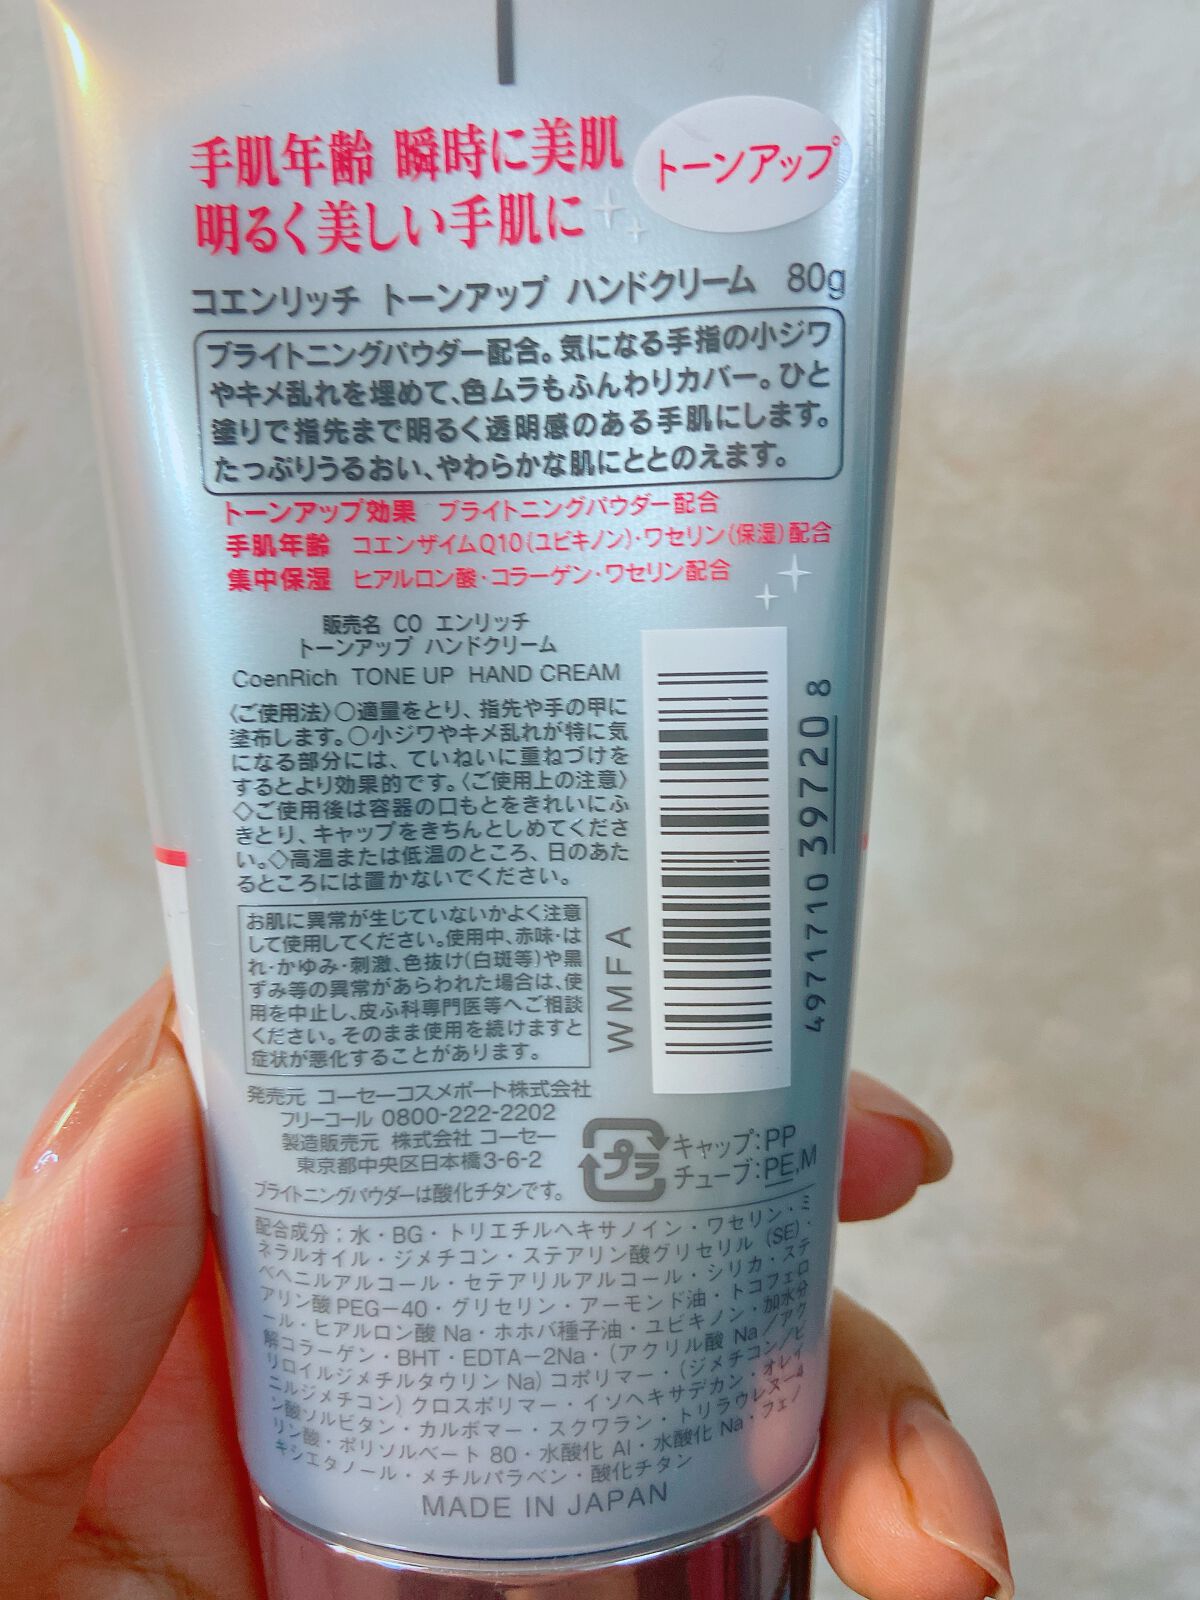 手肌年齢 瞬時に美肌
トーンアップ
明るく美しい手肌に
コエンリッチ トーンアップ ハンドクリーム 80g
ブライトニングパウダー配合。気になる手指の小ジワ
やキメ乱れを埋めて、色ムラもふんわりカバー。ひと
塗りで指先まで明るく透明感のある手肌にします。
たっぷりうるおい、やわらかな肌にととのえます。
トーンアップ効果 ブライトニングパウダー配合
手肌年齢 コエンザイムQ10(ユビキノン)・ワセリン(保湿)配合
集中保湿 ヒアルロン酸・コラーゲン・ワセリン配合
販売名 CO エンリッチ
トーンアップ ハンドクリーム
CoenRich TONE UP HAND CREAM
〈ご使用法〉○適量をとり、指先や手の甲に
塗布します。○小ジワやキメ乱れが特に気
になる部分には、ていねいに重ねづけを
するとより効果的です。〈ご使用上の注意〉
◇ご使用後は容器の口もとをきれいにふ
きとり、キャップをきちんとしめてくださ
い。◇高温または低温のところ、日のあた
るところには置かないでください。
お肌に異常が生じていないかよく注意
して使用してください。使用中、赤味・は
れ・かゆみ・刺激、色抜け(白斑等)や黒
ずみ等の異常があらわれた場合は、使
用を中止し、皮ふ科専門医等へご相談
ください。そのまま使用を続けますと
症状が悪化することがあります。
WMFA
4971710 397208
発売元 コーセーコスメポート株式会社
フリーコール 0800-222-2202
製造販売元 株式会社 コーセー
東京都中央区日本橋3-6-2
プラ
キャップ:PP
チューブ:PE,M
ブライトニングパウダーは酸化チタンです。
配合成分;水・BG・トリエチルヘキサノイン・ワセリン・ミ
ネラルオイル・ジメチコン・ステアリン酸グリセリル(SE)・
ベヘニルアルコール・セテアリルアルコール・シリカ・ステ
アリン酸PEG-40・グリセリン・アーモンド油・トコフェロ
ール・ヒアルロン酸Na・ホホバ種子油・ユビキノン・加水分
解コラーゲン・BHT・EDTA-2Na・(アクリル酸Na/アク
リロイルジメチルタウリンNa)コポリマー・(ジメチコン/ビ
ニルジメチコン)クロスポリマー・イソヘキサデカン・オレイ
ン酸ソルビタン・カルボマー・スクワラン・トリラウレス-4
リン酸・ポリソルベート80・水酸化Al・水酸化Na・フェノ
キシエタノール・メチルパラベン・酸化チタン
MADE IN JAPAN